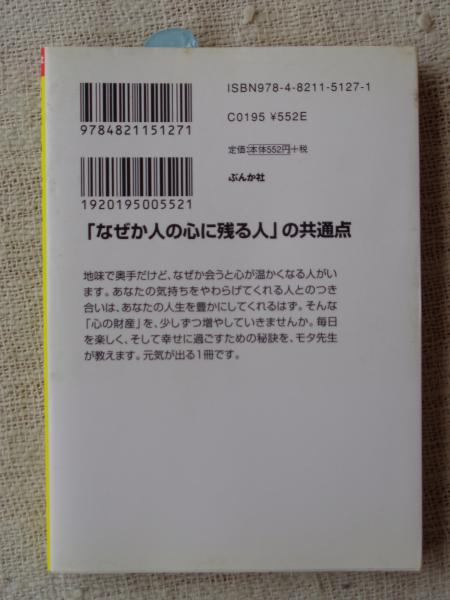 ISBN978-4-8211-5127-1
9784821151271
C0195 ¥552E
定価:本体552円+税
ぶんか社
1920195005521
「なぜか人の心に残る人」の共通点
地味で奥手だけど、なぜか会うと心が温かくなる人がい
ます。あなたの気持ちをやわらげてくれる人とのつき
合いは、あなたの人生を豊かにしてくれるはず。そんな
「心の財産」を、少しずつ増やしていきませんか。毎日
を楽しく、そして幸せに過ごすための秘訣を、モタ先生
が教えます。元気が出る1冊です。